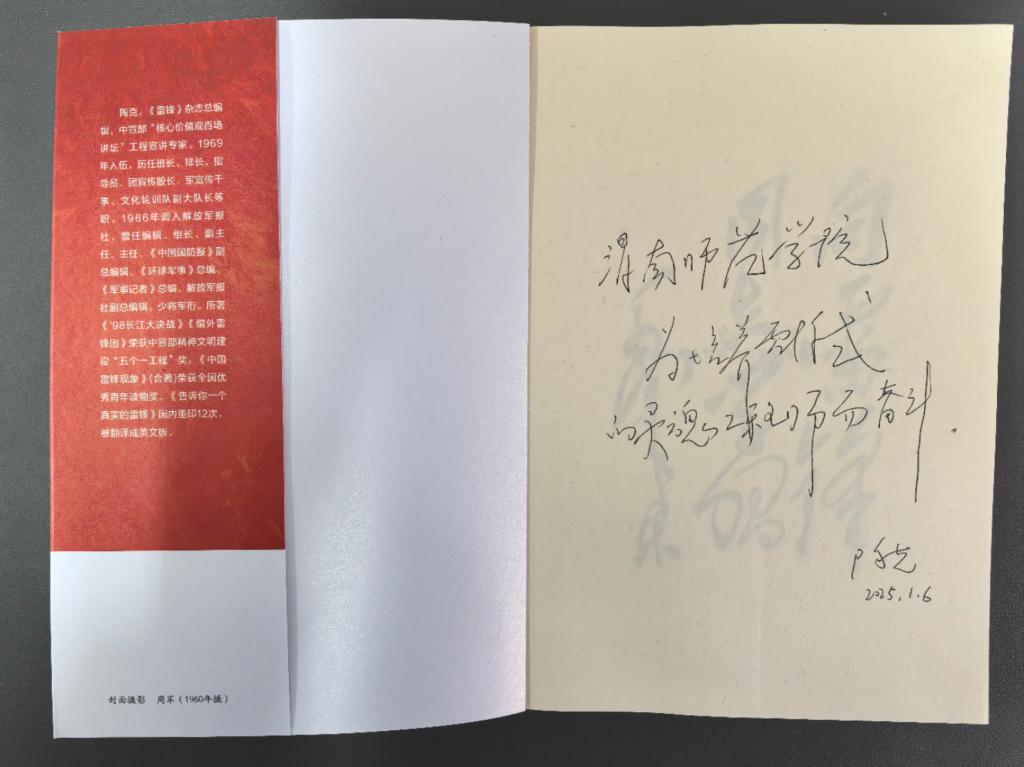 陶克，《雷锋》杂志总编
辑，中宣部“核心价值观百场
讲坛”工程宣讲专家。1969
年入伍，历任班长、排长、指
导员、团宣传股长、军宣传干
事、文化轮训队副大队长等
职。1986年调入解放军报
社，曾任编辑、组长、副主
任、主任、《中国国防报》副
总编辑、《环球军事》总编、
《军事记者》总编、解放军报
社副总编辑，少将军衔。所著
《’98长江大决战》《编外雷
锋团》荣获中宣部精神文明建
设“五个一工程”奖，《中国
雷锋现象》(合著)荣获全国优
秀青年读物奖。《告诉你一个
真实的雷锋》国内重印12次，
被翻译成英文版。
封面摄影 周军（1960年摄）
渭南师范学院
为培养新时代
的灵魂工程师而奋斗.
陶克
2025.1.6